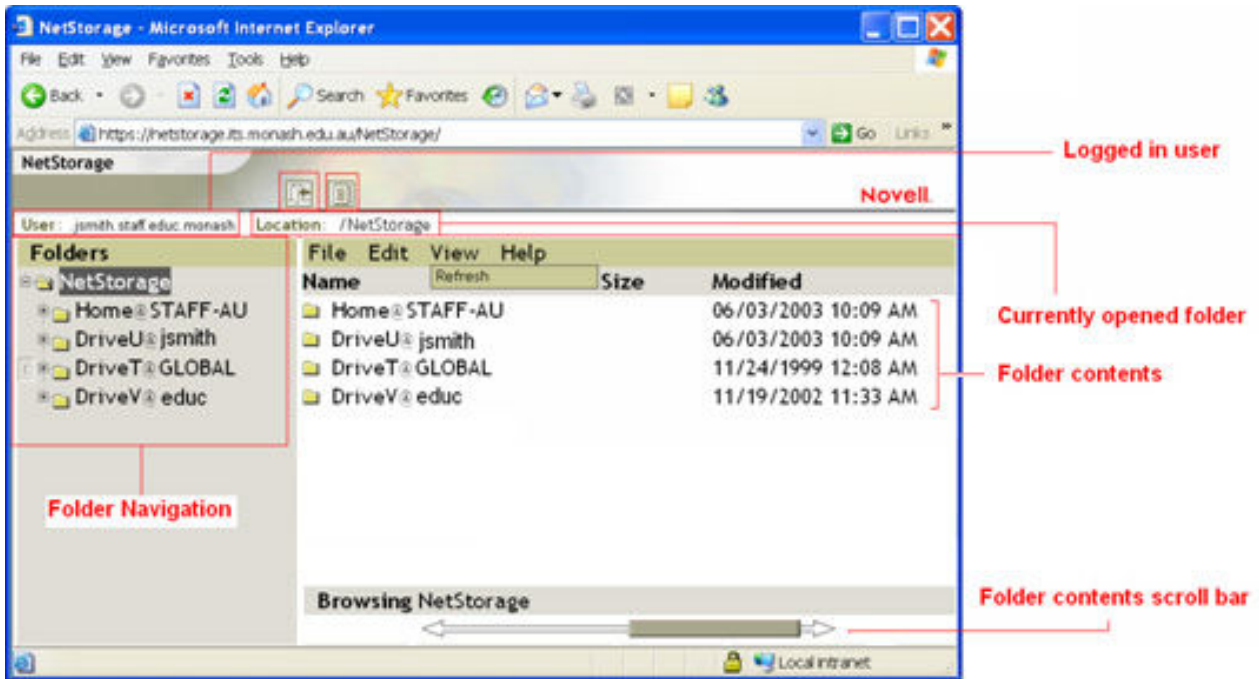 NetStorage - Microsoft Internet Explorer
File Edit View Favorites Tools Help
Back Search Favorites
Address https://netstorage.its.monash.edu.au/NetStorage/ Go Links »
Logged in user
NetStorage
Novell.
User: jsmith.staff.educ.monash Location: /NetStorage
Folders File Edit View Help
NetStorage Name Refresh Size Modified
Home@STAFF-AU Home@STAFF-AU 06/03/2003 10:09 AM
Currently opened folder
DriveU@jsmith DriveU@jsmith 06/03/2003 10:09 AM
DriveT@GLOBAL DriveT@GLOBAL 11/24/1999 12:08 AM
Folder contents
DriveV@educ DriveV@educ 11/19/2002 11:33 AM
Folder Navigation
Browsing NetStorage
Folder contents scroll bar
Local intranet